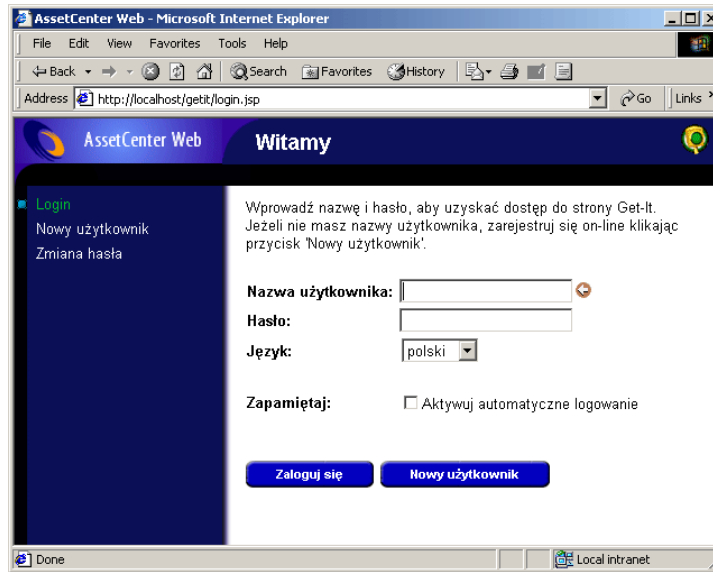 AssetCenter Web - Microsoft Internet Explorer
File Edit View Favorites Tools Help
Back Search Favorites History
Address http://localhost/getit/login.jsp Go Links
AssetCenter Web Witamy
Login
Nowy użytkownik
Zmiana hasła
Wprowadź nazwę i hasło, aby uzyskać dostęp do strony Get-It.
Jeżeli nie masz nazwy użytkownika, zarejestruj się on-line klikając
przycisk 'Nowy użytkownik'.
Nazwa użytkownika:
Hasło:
Język: polski
Zapamiętaj: Aktywuj automatyczne logowanie
Zaloguj się Nowy użytkownik
Done Local intranet